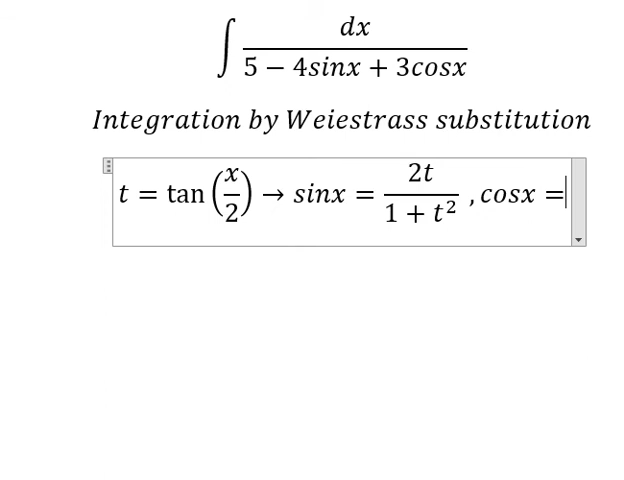 ∫ dx / (5 − 4sinx + 3cosx)
Integration by Weiestrass substitution
t = tan(x/2) → sinx = 2t / (1 + t²) , cosx =